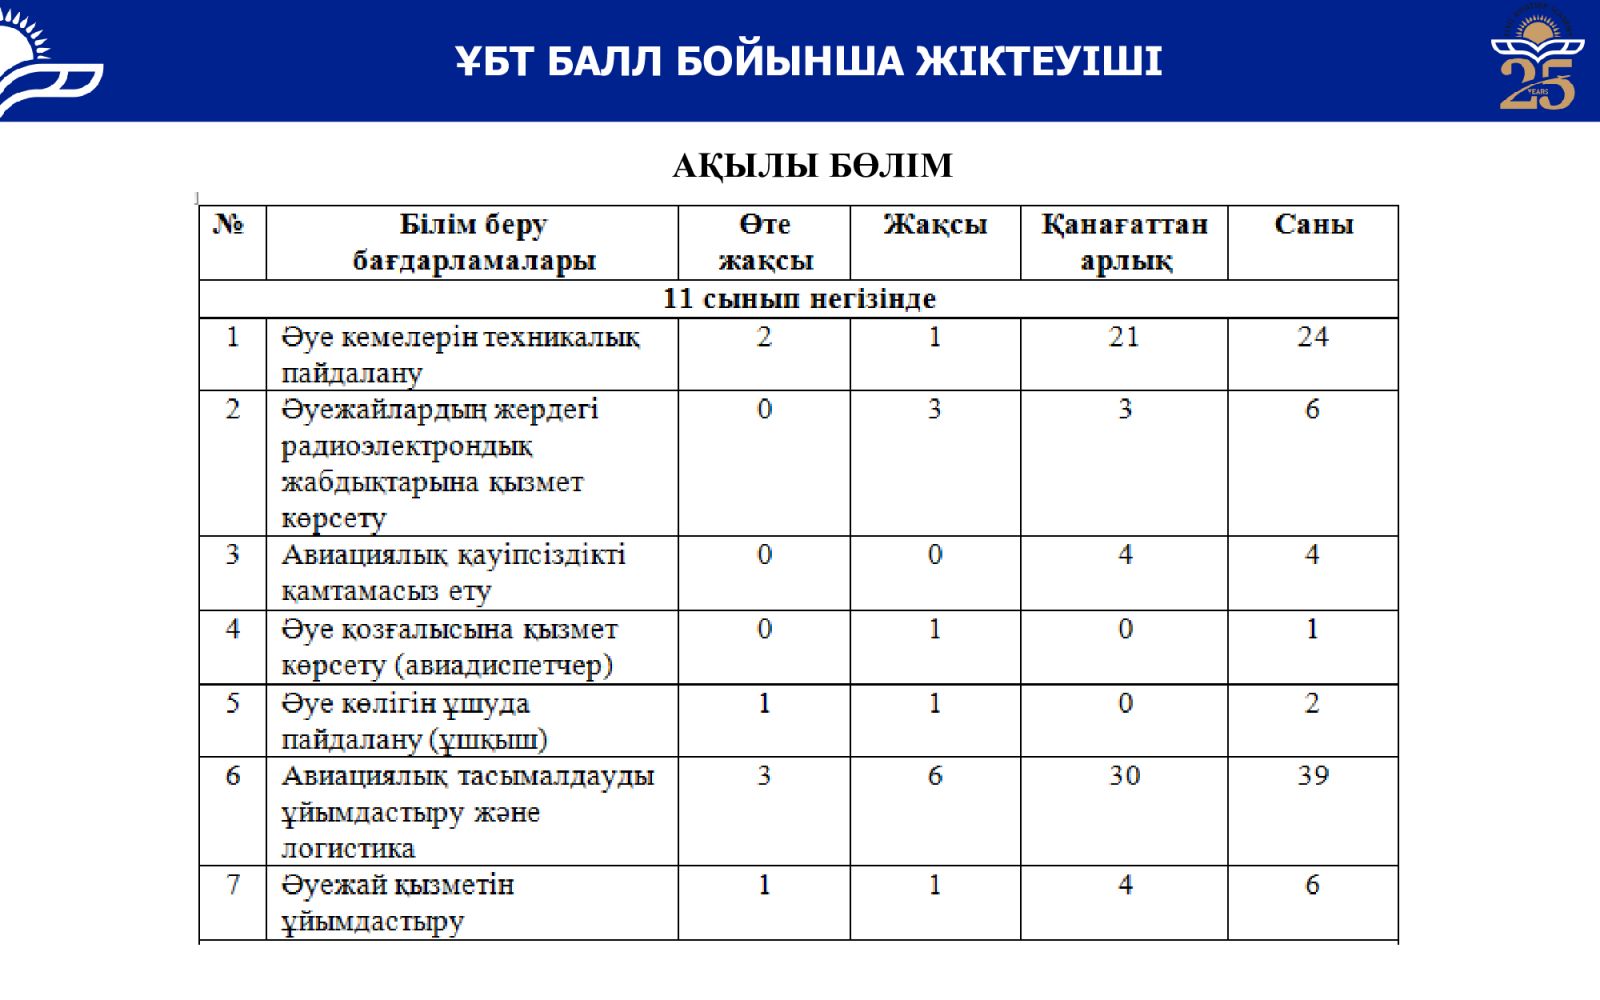 ҰБТ БАЛЛ БОЙЫНША ЖІКТЕУІШІ
25
YEARS
АҚЫЛЫ БӨЛІМ
№ Білім беру Өте Жақсы Қанағаттан Саны
бағдарламалары жақсы арлық
11 сынып негізінде
1 Әуе кемелерін техникалық 2 1 21 24
пайдалану
2 Әуежайлардың жердегі 0 3 3 6
радиоэлектрондық
жабдықтарына қызмет
көрсету
3 Авиациялық қауіпсіздікті 0 0 4 4
қамтамасыз ету
4 Әуе қозғалысына қызмет 0 1 0 1
көрсету (авиадиспетчер)
5 Әуе көлігін ұшуда 1 1 0 2
пайдалану (ұшқыш)
6 Авиациялық тасымалдауды 3 6 30 39
ұйымдастыру және
логистика
7 Әуежай қызметін 1 1 4 6
ұйымдастыру